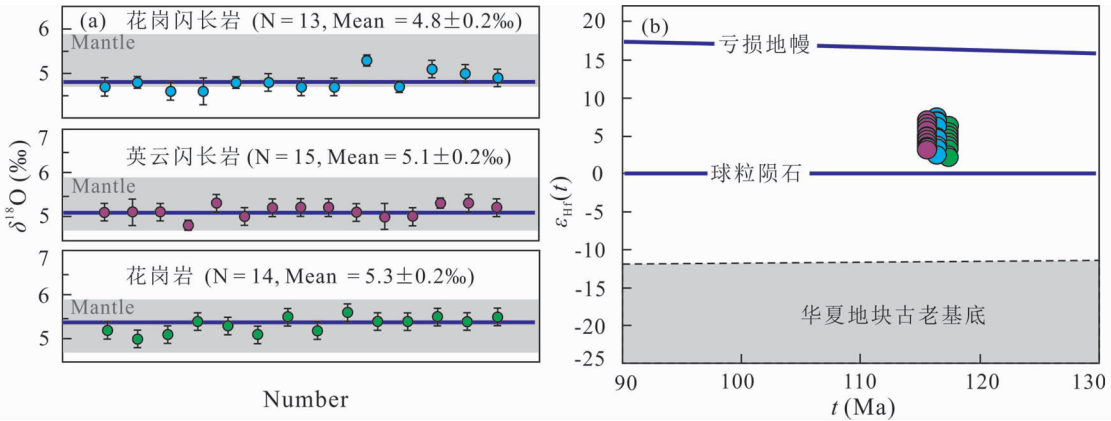 (a) 花岗闪长岩 (N = 13, Mean = 4.8±0.2‰)
6
Mantle
5
7
英云闪长岩 (N = 15, Mean = 5.1±0.2‰)
6
Mantle
5
7
花岗岩 (N = 14, Mean = 5.3±0.2‰)
6
Mantle
5
δ¹⁸O (‰)
Number
(b)
亏损地幔
球粒陨石
华夏地块古老基底
20
15
10
5
0
-5
-10
-15
-20
-25
εHf(t)
90
100
110
120
130
t (Ma)